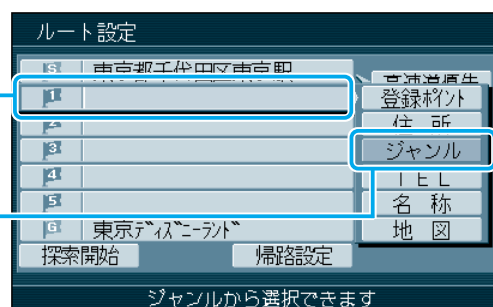 ルート設定
S 東京都千代田区東京駅
高速道優先
1
登録ﾎﾟｲﾝﾄ
2
住 所
3
ジャンル
4
TEL
5
名 称
G 東京ﾃﾞｨｽﾞﾆｰﾗﾝﾄﾞ
地 図
探索開始 帰路設定
ジャンルから選択できます